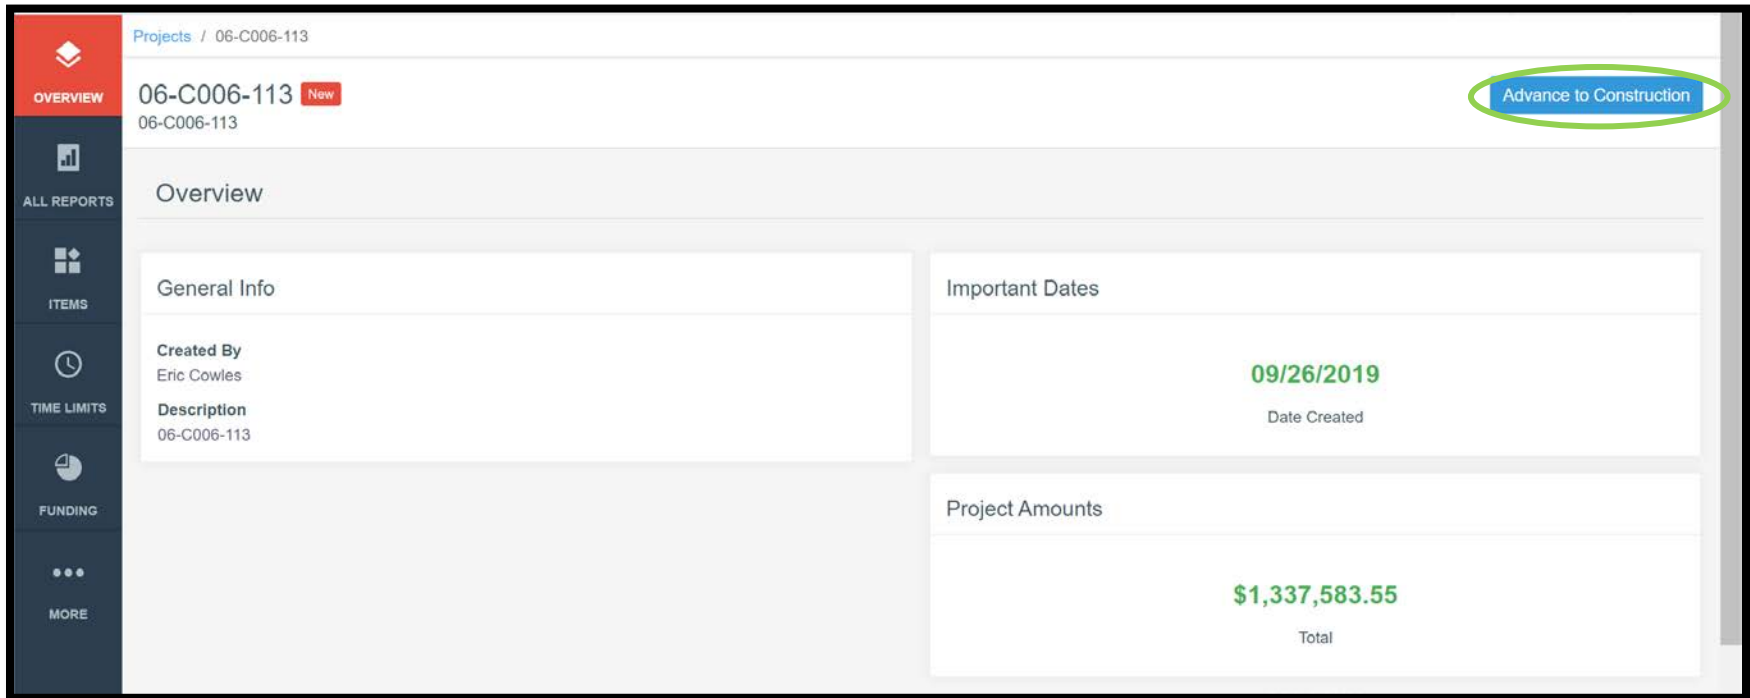 Projects / 06-C006-113
OVERVIEW
06-C006-113 New
06-C006-113
Advance to Construction
ALL REPORTS
ITEMS
TIME LIMITS
FUNDING
MORE
Overview
General Info
Created By
Eric Cowles
Description
06-C006-113
Important Dates
09/26/2019
Date Created
Project Amounts
$1,337,583.55
Total